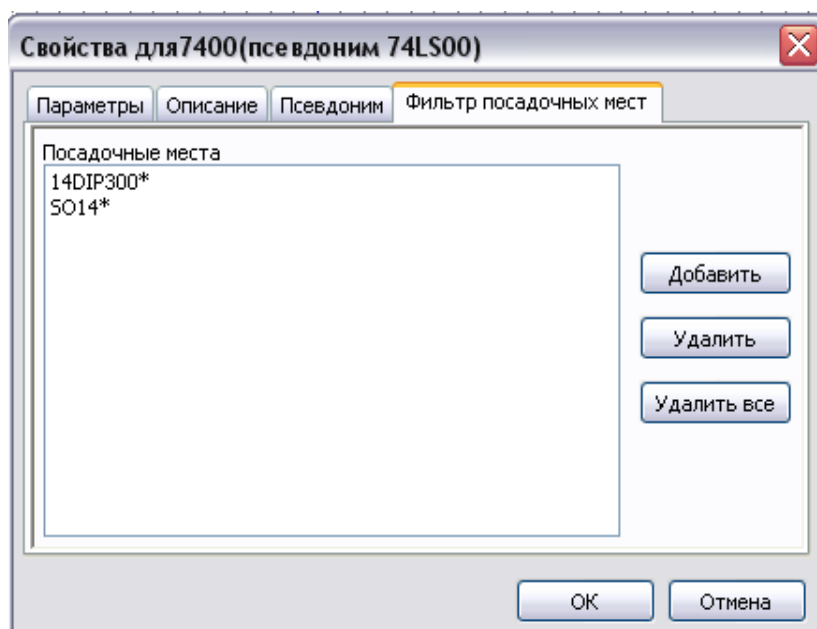 Свойства для7400(псевдоним 74LS00)
Параметры Описание Псевдоним Фильтр посадочных мест
Посадочные места
14DIP300*
SO14*
Добавить
Удалить
Удалить все
OK Отмена